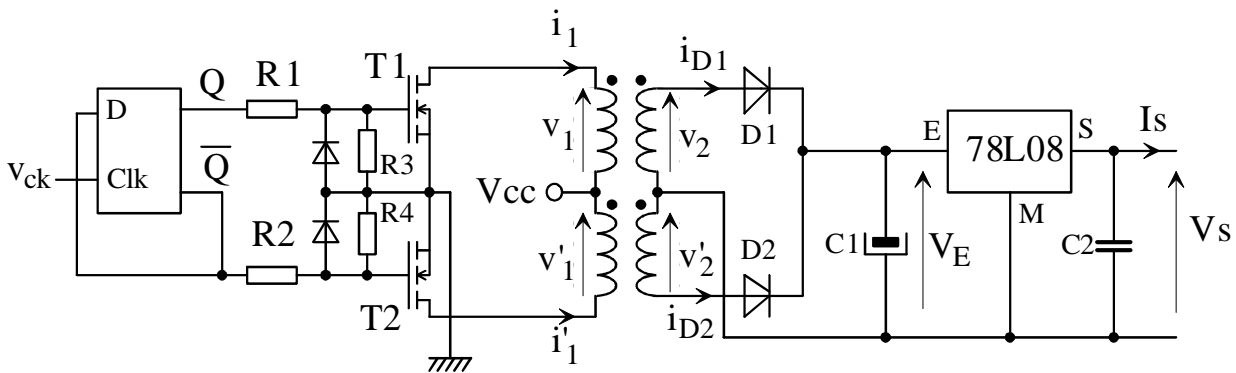 i1
iD1
Q
R1
T1
D
D1
E
78L08
S
Is
v1
v2
Q̅
R3
vck
Clk
Vcc
R4
M
R2
D2
C1
VE
C2
Vs
v'1
v'2
T2
i'1
iD2